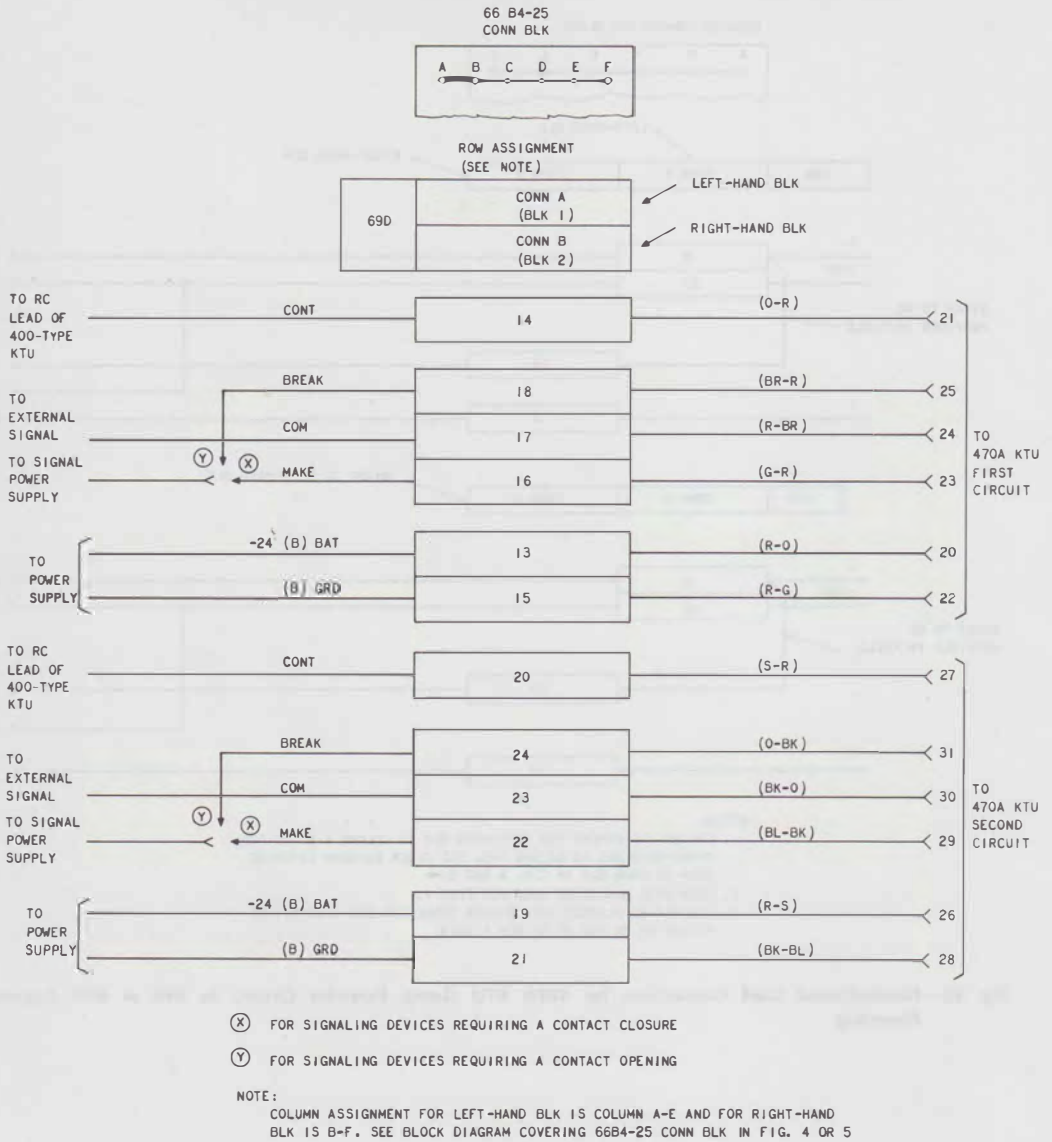 66 B4-25
CONN BLK
A B C D E F
ROW ASSIGNMENT
(SEE NOTE)
69D
CONN A
(BLK 1)
CONN B
(BLK 2)
LEFT-HAND BLK
RIGHT-HAND BLK
TO RC
LEAD OF
400-TYPE
KTU
CONT
14
(O-R)
21
BREAK
18
(BR-R)
25
TO
EXTERNAL
SIGNAL
COM
17
(R-BR)
24
TO SIGNAL
POWER
SUPPLY
Y
X
MAKE
16
(G-R)
23
TO
470A KTU
FIRST
CIRCUIT
TO
POWER
SUPPLY
-24 (B) BAT
13
(R-O)
20
(B) GRD
15
(R-G)
22
TO RC
LEAD OF
400-TYPE
KTU
CONT
20
(S-R)
27
BREAK
24
(O-BK)
31
TO
EXTERNAL
SIGNAL
COM
23
(BK-O)
30
TO SIGNAL
POWER
SUPPLY
Y
X
MAKE
22
(BL-BK)
29
TO
470A KTU
SECOND
CIRCUIT
TO
POWER
SUPPLY
-24 (B) BAT
19
(R-S)
26
(B) GRD
21
(BK-BL)
28
X FOR SIGNALING DEVICES REQUIRING A CONTACT CLOSURE
Y FOR SIGNALING DEVICES REQUIRING A CONTACT OPENING
NOTE:
COLUMN ASSIGNMENT FOR LEFT-HAND BLK IS COLUMN A-E AND FOR RIGHT-HAND
BLK IS B-F. SEE BLOCK DIAGRAM COVERING 66B4-25 CONN BLK IN FIG. 4 OR 5